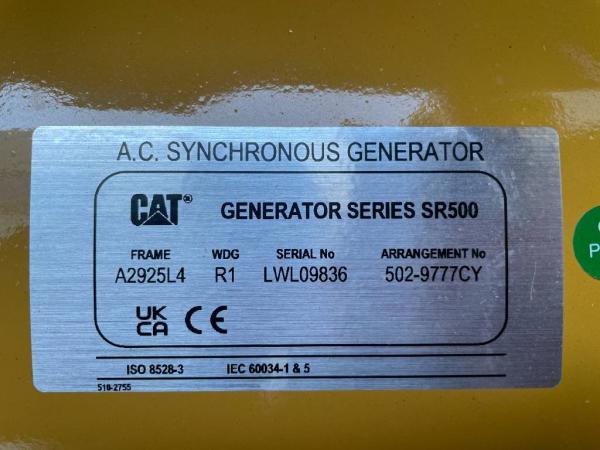 A.C. SYNCHRONOUS GENERATOR
CAT® GENERATOR SERIES SR500
FRAME WDG SERIAL No ARRANGEMENT No
A2925L4 R1 LWL09836 502-9777CY
UK CA CE
ISO 8528-3 IEC 60034-1 & 5
518-2755